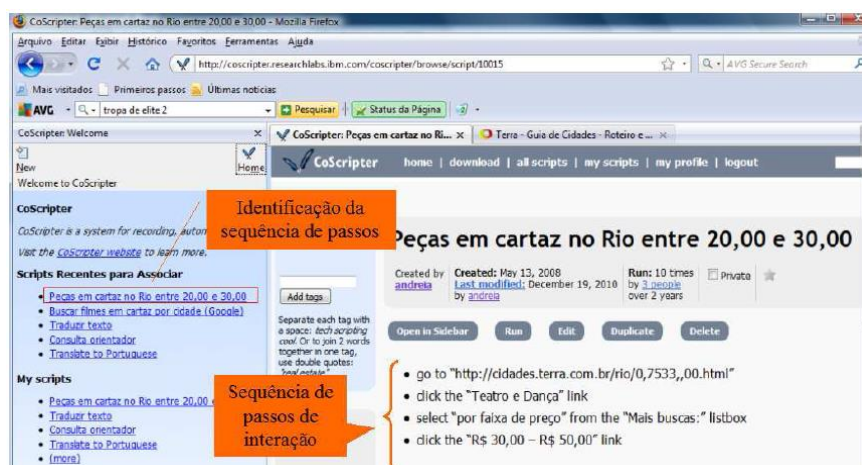 CoScripter: Peças em cartaz no Rio entre 20,00 e 30,00 - Mozilla Firefox
Arquivo Editar Exibir Histórico Favoritos Ferramentas Ajuda
http://coscripter.researchlabs.ibm.com/coscripter/browse/script/10015
AVG Secure Search
Mais visitados Primeiros passos Últimas notícias
AVG tropa de elite 2 Pesquisar Status da Página
CoScripter: Welcome x
CoScripter: Peças em cartaz no Ri... x Terra - Guia de Cidades - Roteiro e ... x
New Home
Welcome to CoScripter
CoScripter home | download | all scripts | my scripts | my profile | logout
CoScripter
CoScripter is a system for recording,
Visit the CoScripter website to learn more.
Identificação da
sequência de passos
Scripts Recentes para Associar
Peças em cartaz no Rio entre 20,00 e 30,00
Buscar filmes em cartaz por cidade (Google)
Traduzir texto
Consulta orientador
Translate to Portuguese
My scripts
Peças em cartaz no Rio entre 20,00
Traduzir texto
Consulta orientador
Translate to Portuguese
(more)
Add tags
Separate each tag with
a space: tech scripting
cool. Or to join 2 words
together in one tag,
use double quotes:
"real estate"
Peças em cartaz no Rio entre 20,00 e 30,00
Created by
andreia
Created: May 13, 2008
Last modified: December 19, 2010
by andreia
Run: 10 times
by 3 people
over 2 years
Private
Open in Sidebar Run Edit Duplicate Delete
Sequência de
passos de
interação
go to "http://cidades.terra.com.br/rio/0,7533,,00.html"
click the "Teatro e Dança" link
select "por faixa de preço" from the "Mais buscas:" listbox
click the "R$ 30,00 – R$ 50,00" link